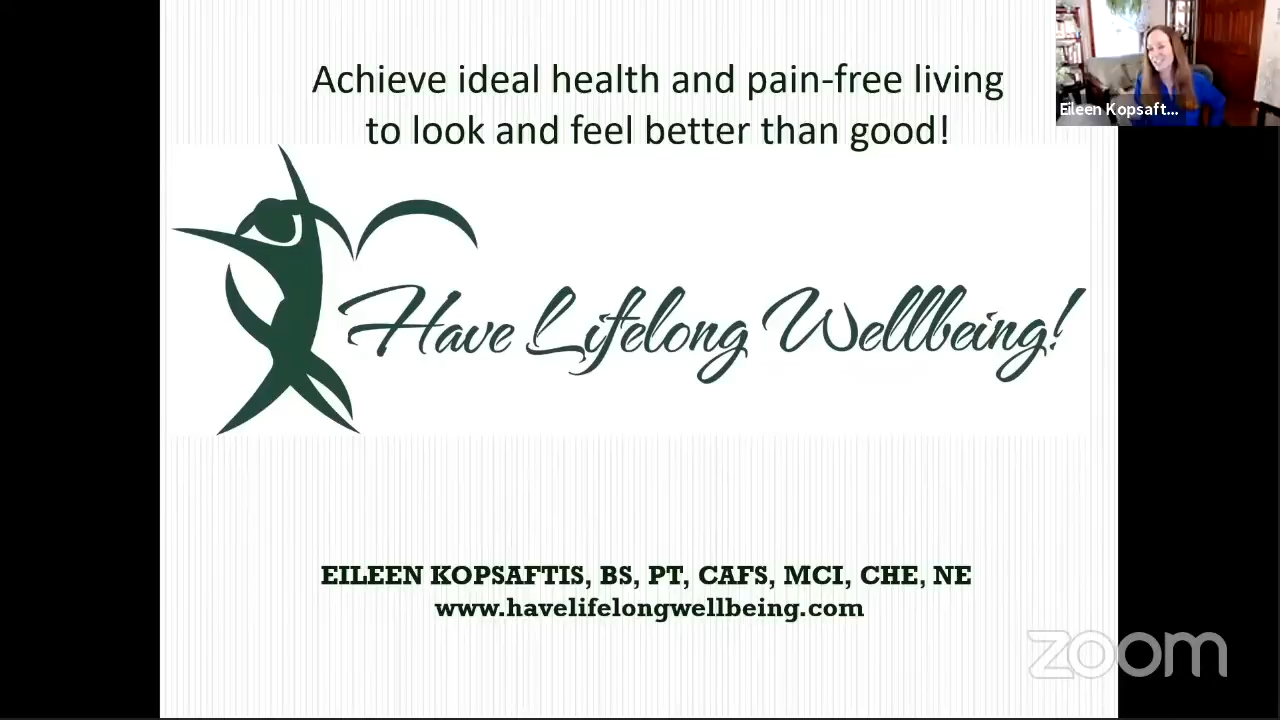 Achieve ideal health and pain-free living
to look and feel better than good!
Eileen Kopsaft...
Have Lifelong Wellbeing!
EILEEN KOPSAFTIS, BS, PT, CAFS, MCI, CHE, NE
www.havelifelongwellbeing.com
zoom